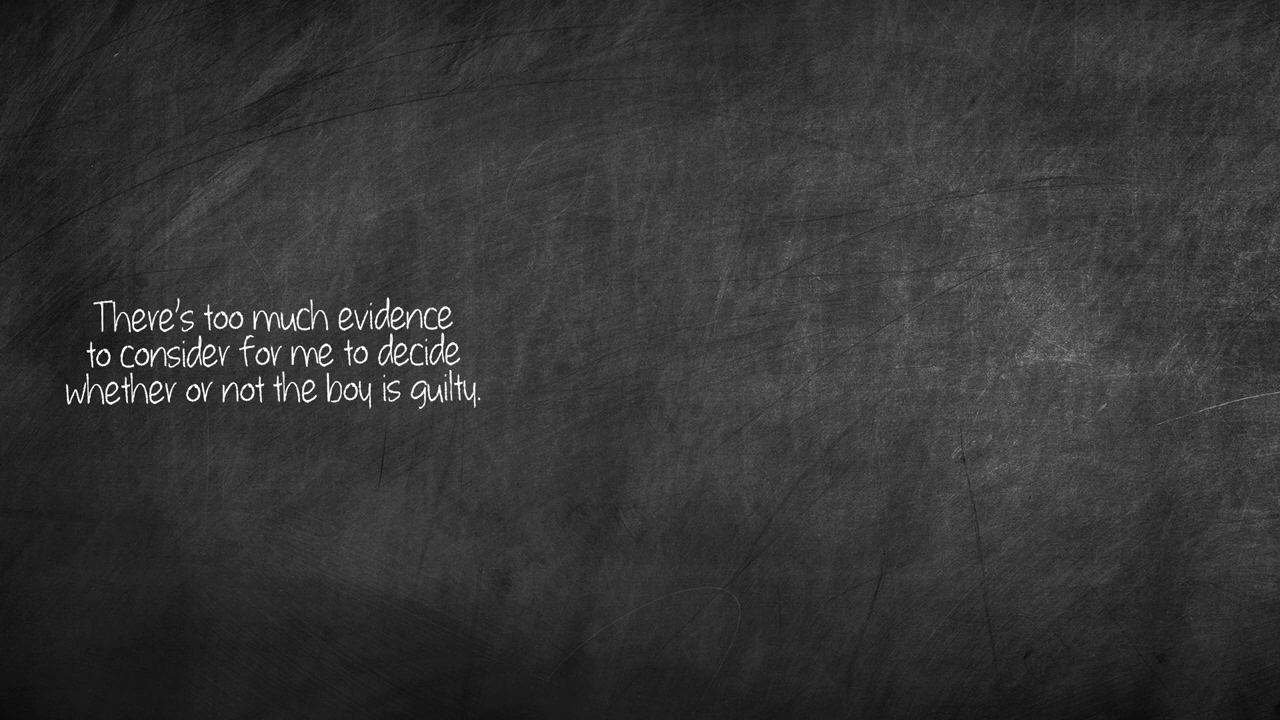 There's too much evidence
to consider for me to decide
whether or not the boy is guilty.